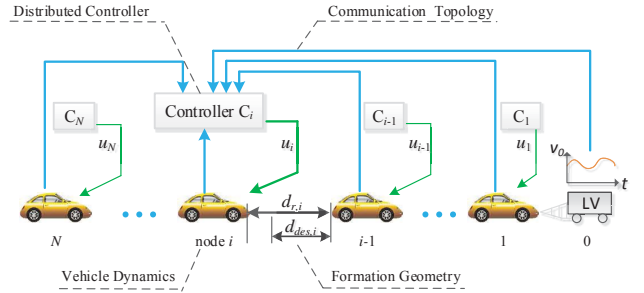 Distributed Controller
Communication Topology
C_N
Controller C_i
C_{i-1}
C_1
u_N
u_i
u_{i-1}
u_1
v_0
t
d_{r,i}
d_{des,i}
LV
N
node i
i-1
1
0
Vehicle Dynamics
Formation Geometry